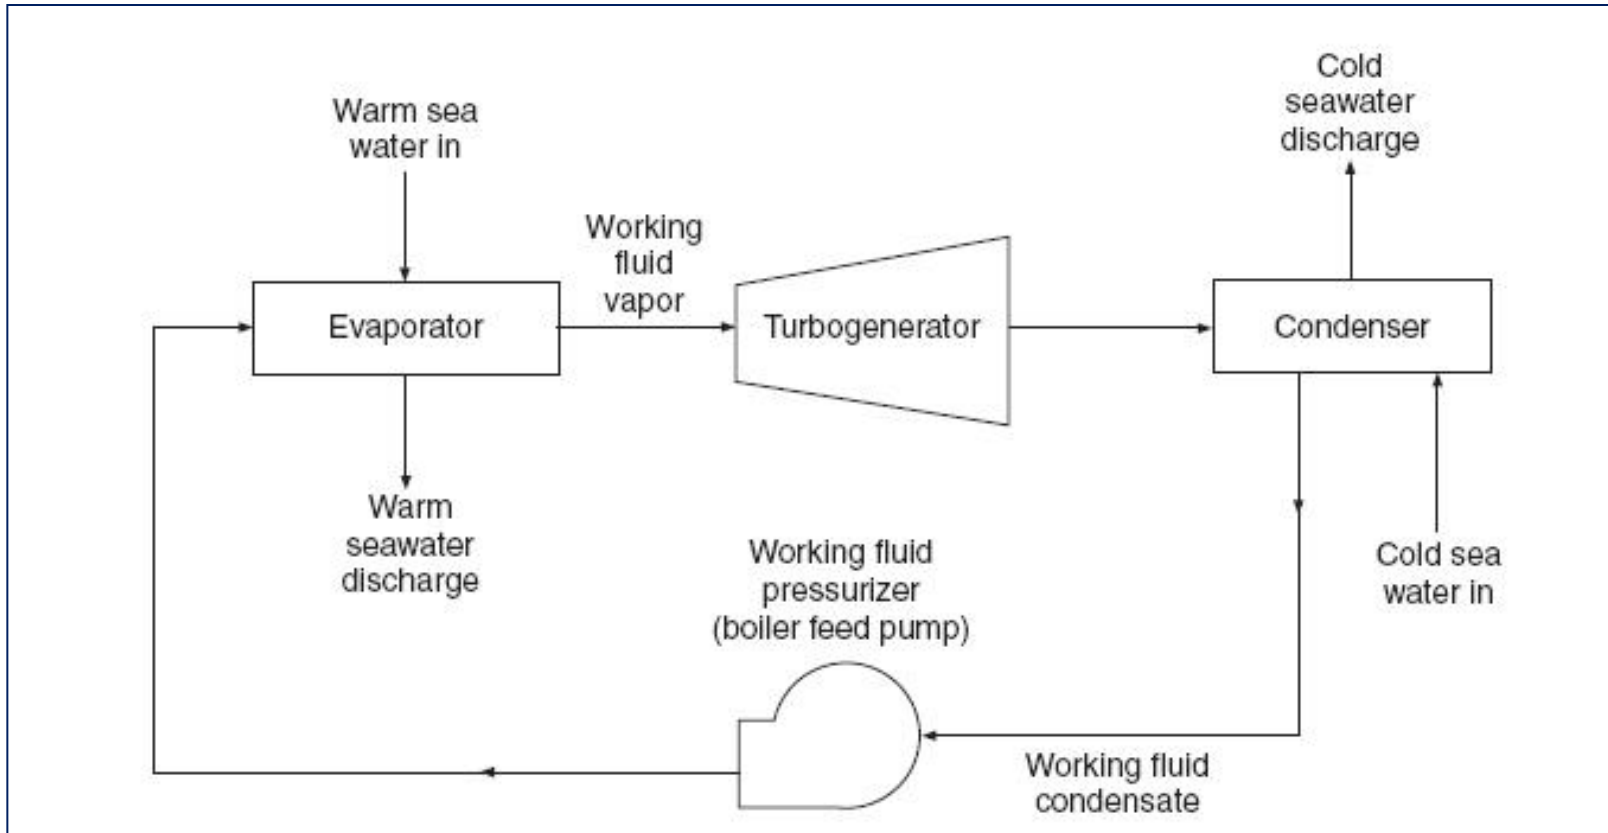 Warm sea
water in
Working
fluid
vapor
Cold
seawater
discharge
Evaporator
Turbogenerator
Condenser
Warm
seawater
discharge
Working fluid
pressurizer
(boiler feed pump)
Cold sea
water in
Working fluid
condensate